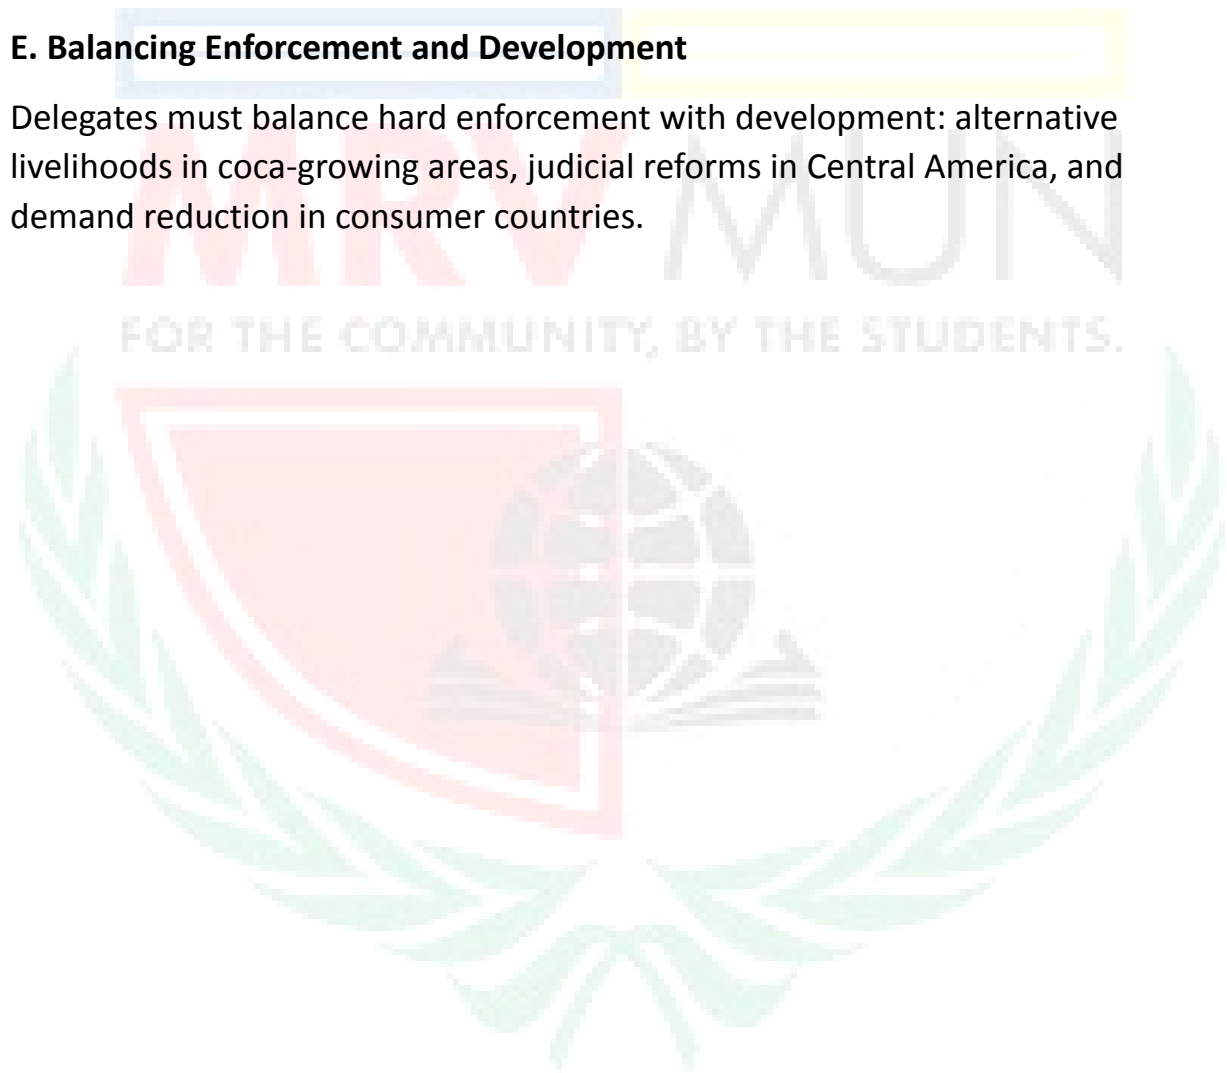 E. Balancing Enforcement and Development
Delegates must balance hard enforcement with development: alternative
livelihoods in coca-growing areas, judicial reforms in Central America, and
demand reduction in consumer countries.
MRV MUN
FOR THE COMMUNITY, BY THE STUDENTS.